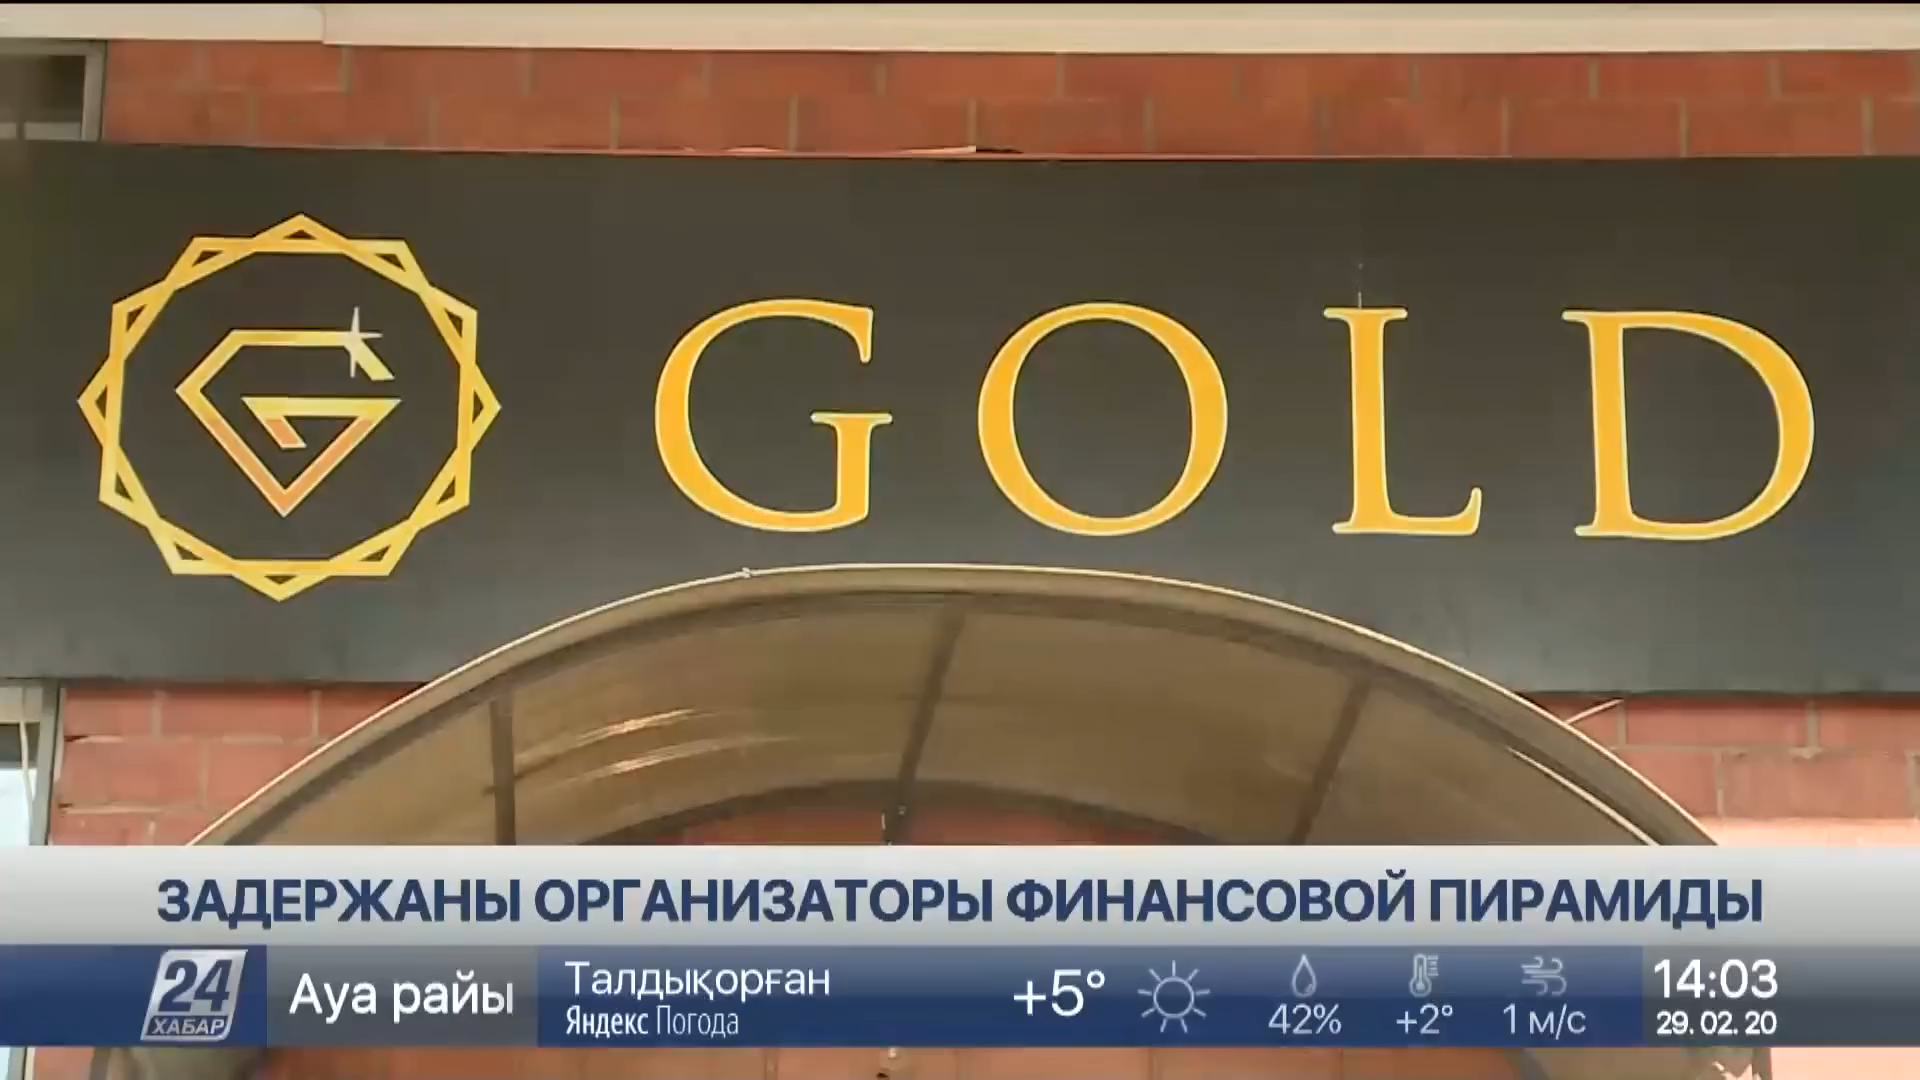 GOLD
ЗАДЕРЖАНЫ ОРГАНИЗАТОРЫ ФИНАНСОВОЙ ПИРАМИДЫ
24
ХАБАР
Ауа райы
Талдықорған
Яндекс Погода
+5°
42%
+2°
1 м/с
14:03
29. 02. 20